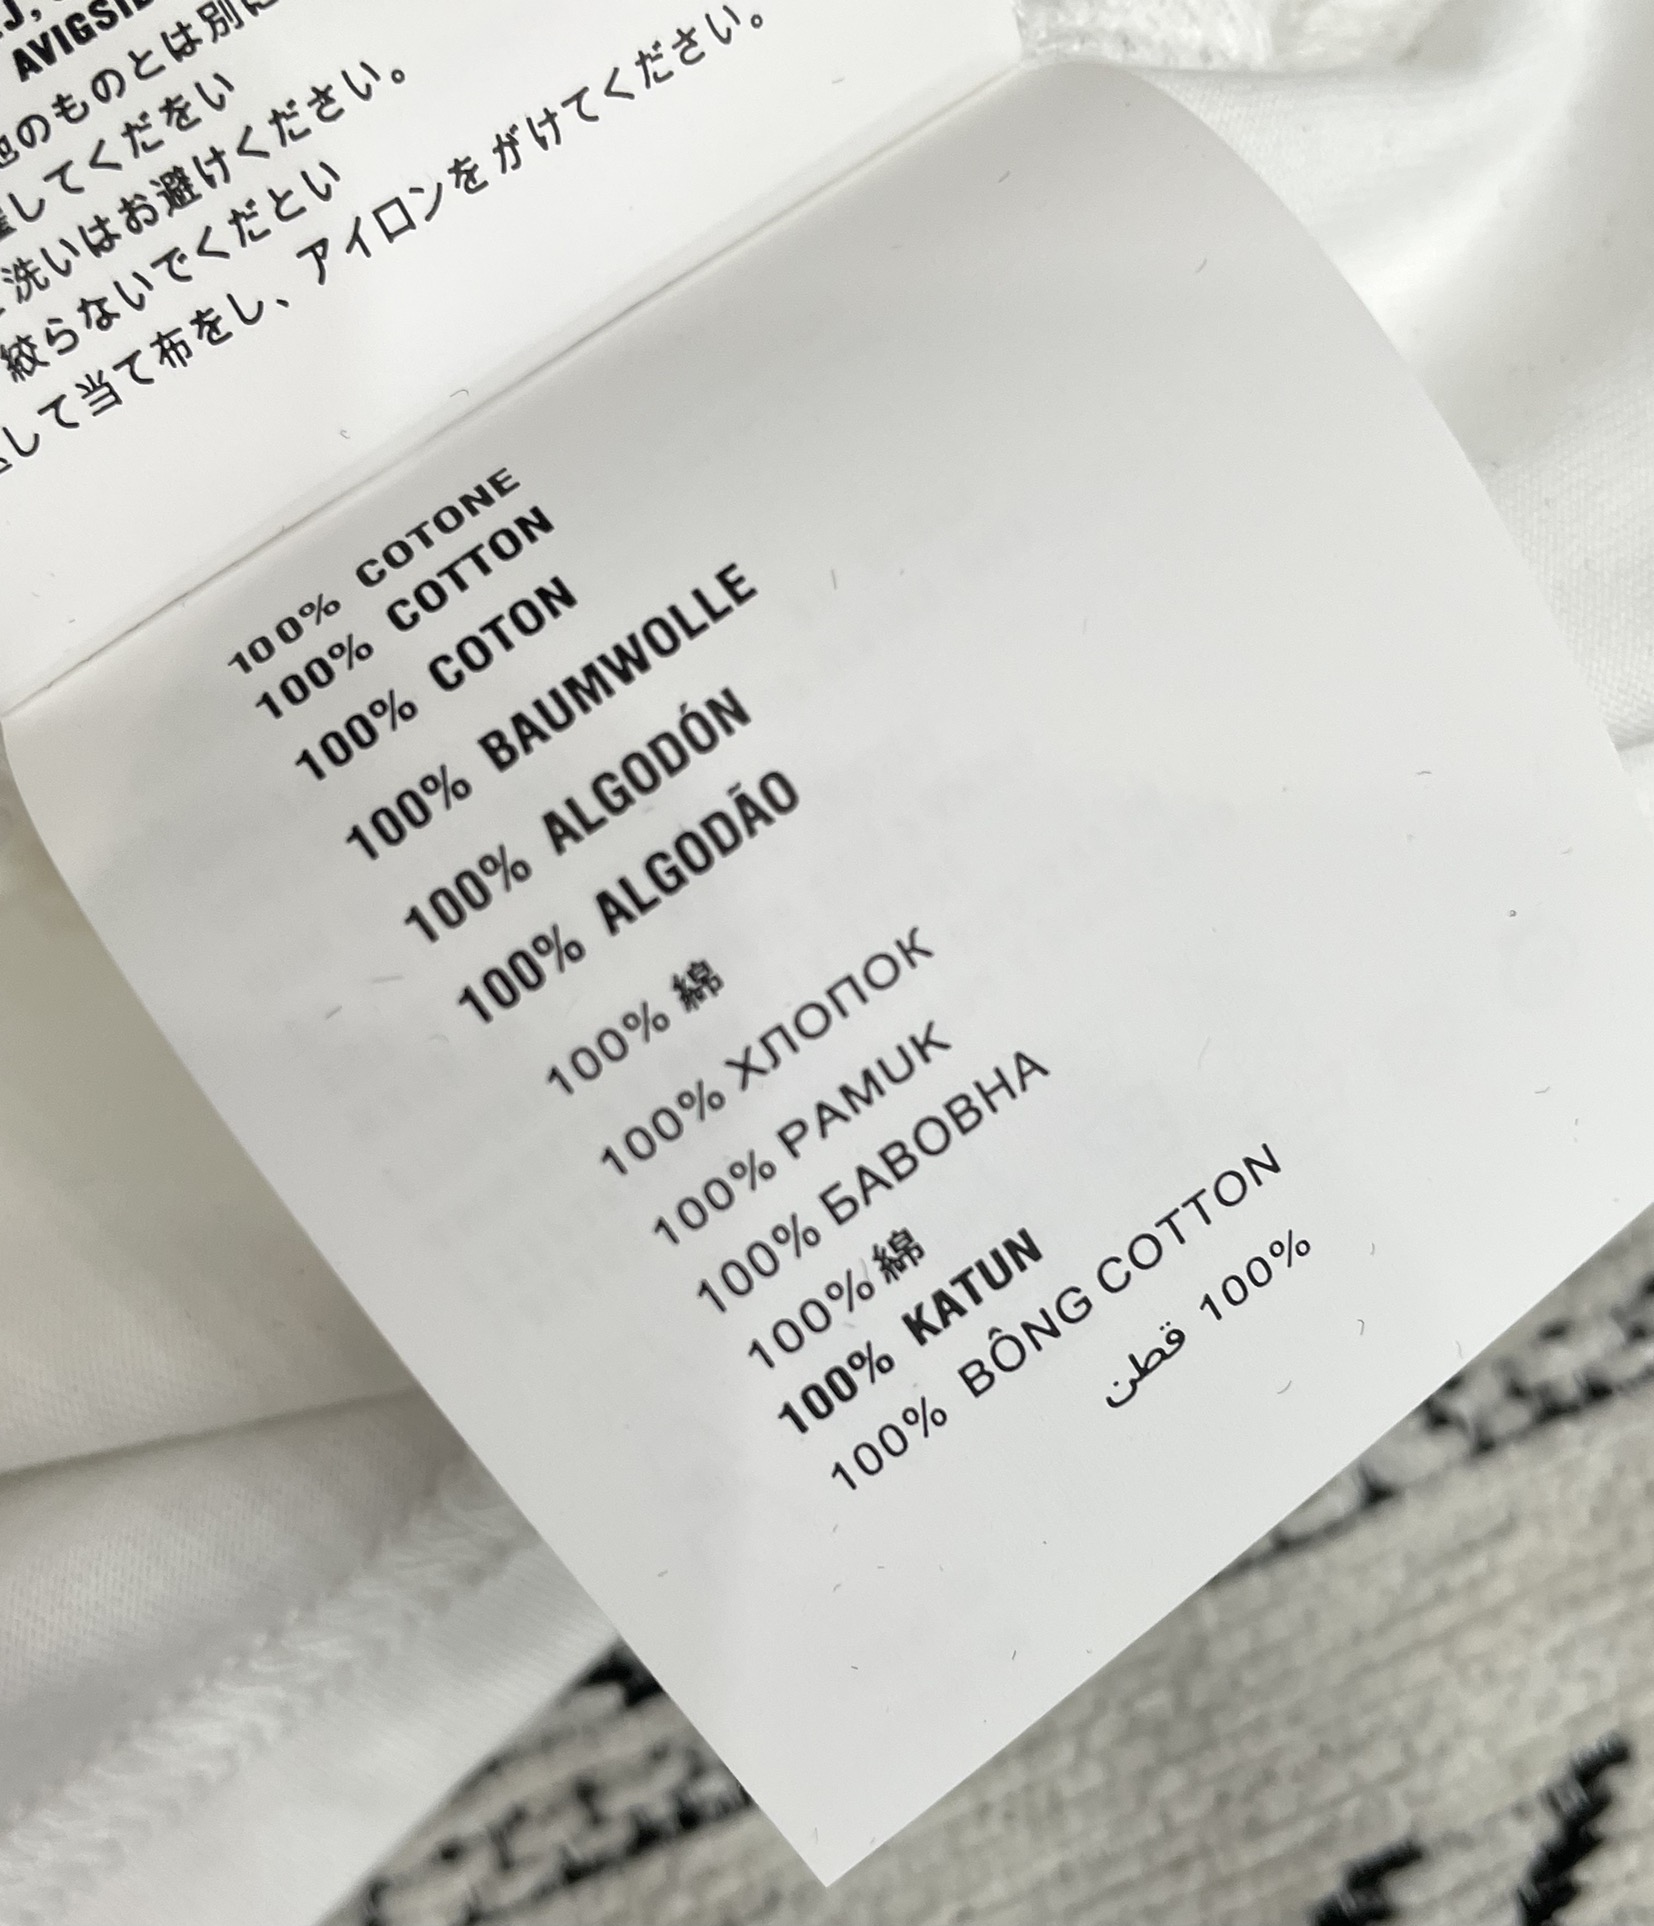 AVIGSID
のものとは別に
してくだをい
洗いはお避けください。
絞らないでくだとい
して当て布をし、アイロンをがけてください。
100% COTONE
100% COTTON
100% COTON
100% BAUMWOLLE
100% ALGODÓN
100% ALGODÃO
100% 綿
100% ХЛОПОК
100% PAMUK
100% БАВОВНА
100% 綿
100% KATUN
100% BÔNG COTTON
100% قطن